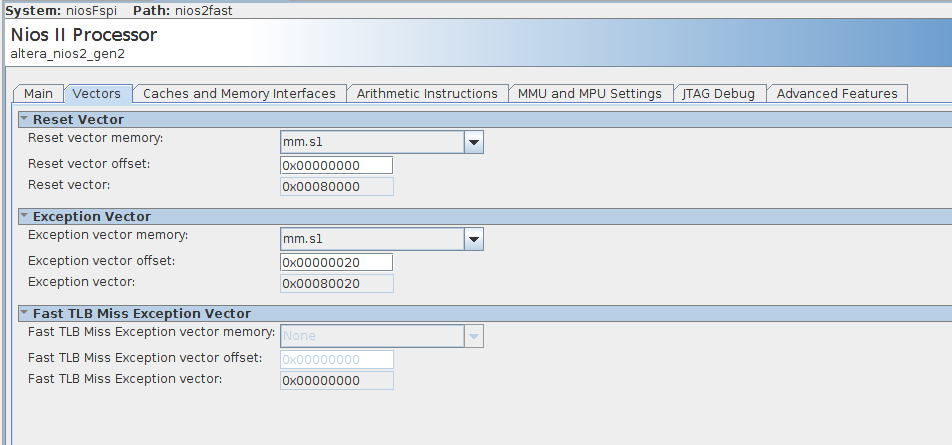 System: niosFspi Path: nios2fast
Nios II Processor
altera_nios2_gen2
Main Vectors Caches and Memory Interfaces Arithmetic Instructions MMU and MPU Settings JTAG Debug Advanced Features
Reset Vector
Reset vector memory: mm.s1
Reset vector offset: 0x00000000
Reset vector: 0x00080000
Exception Vector
Exception vector memory: mm.s1
Exception vector offset: 0x00000020
Exception vector: 0x00080020
Fast TLB Miss Exception Vector
Fast TLB Miss Exception vector memory: None
Fast TLB Miss Exception vector offset: 0x00000000
Fast TLB Miss Exception vector: 0x00000000